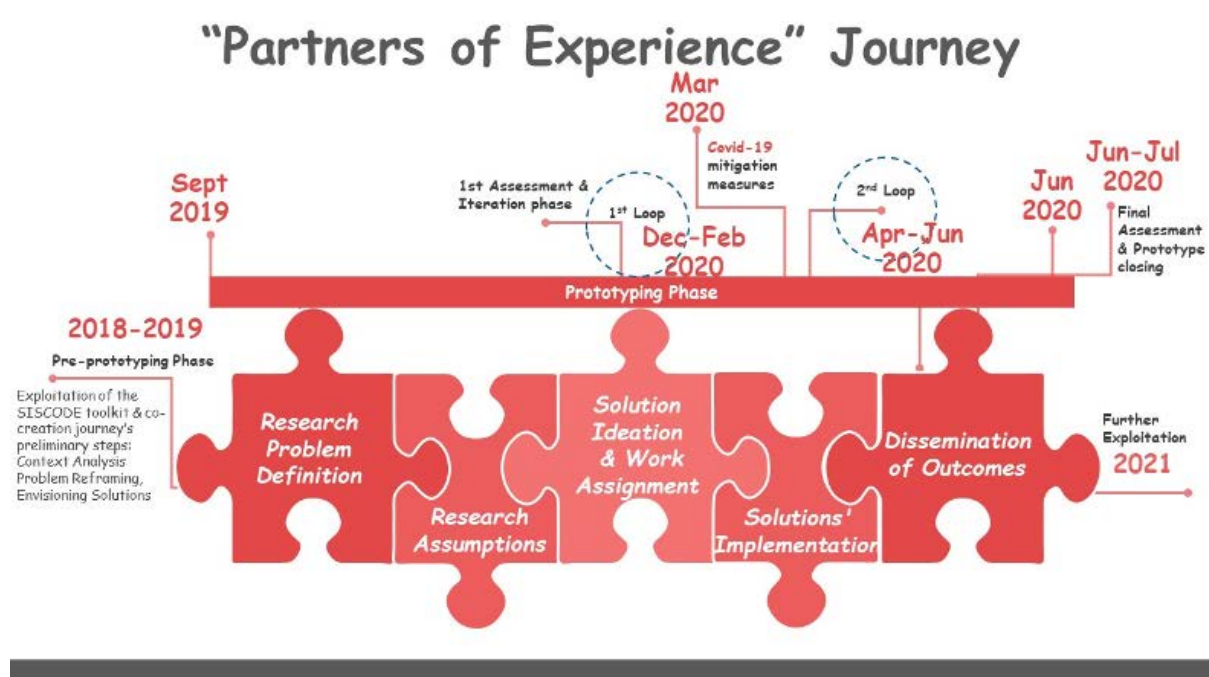 “Partners of Experience” Journey
Mar
2020
Covid-19
mitigation
measures
Sept
2019
1st Assessment &
Iteration phase
1st Loop
Dec-Feb
2020
2nd Loop
Apr-Jun
2020
Jun
2020
Jun-Jul
2020
Final
Assessment
& Prototype
closing
Prototyping Phase
2018-2019
Pre-prototyping Phase
Exploitation of the
SISCODE toolkit & co-
creation journey's
preliminary steps:
Context Analysis
Problem Reframing,
Envisioning Solutions
Research
Problem
Definition
Research
Assumptions
Solution
Ideation
& Work
Assignment
Solutions'
Implementation
Dissemination
of Outcomes
Further
Exploitation
2021